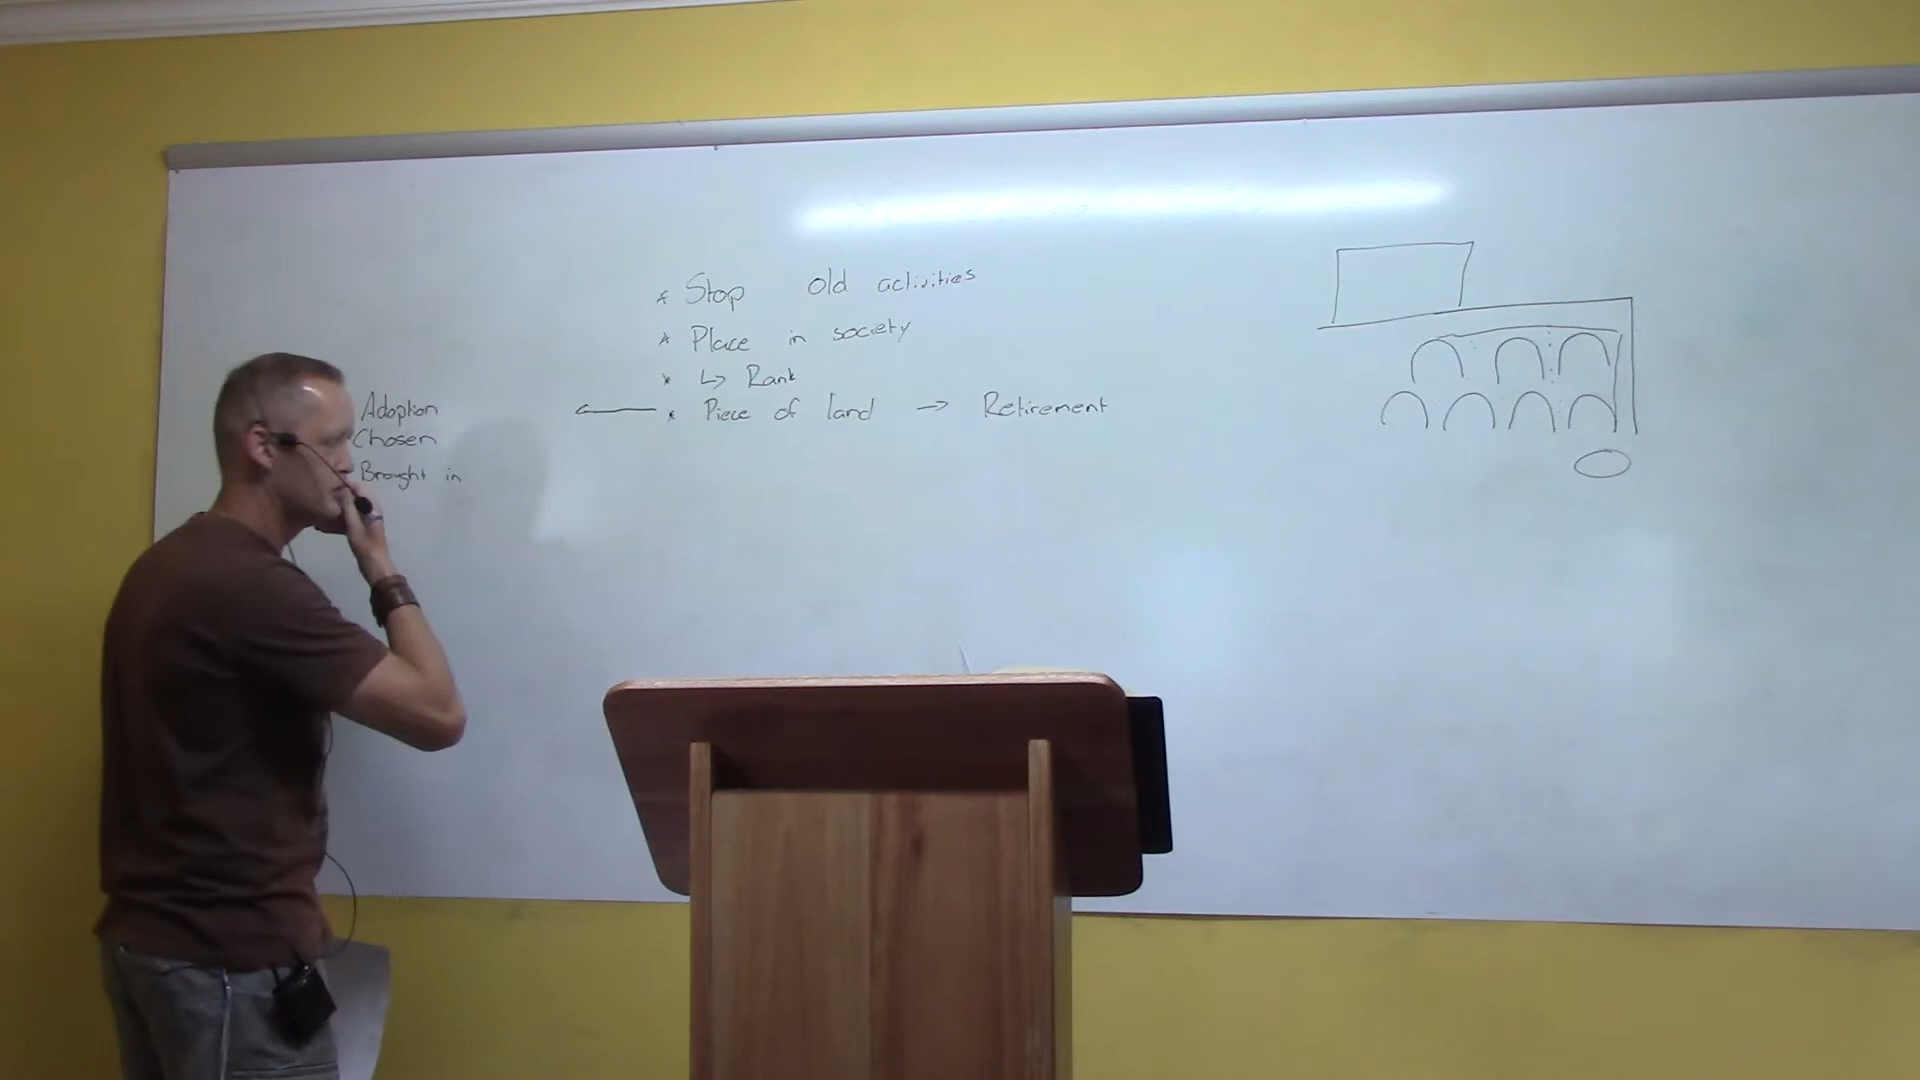 * Stop old activities
* Place in society
* ↳ Rank
← * Piece of land → Retirement
Adoption
Chosen
Brought in